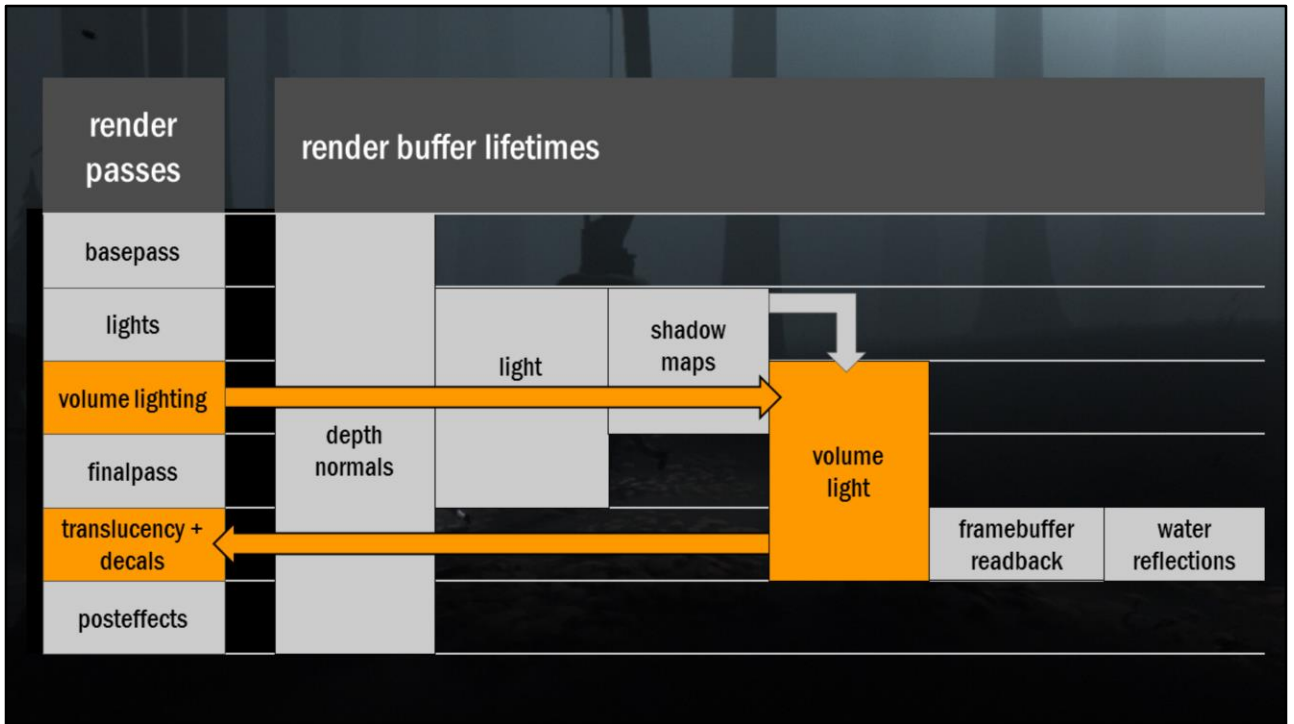 render
passes
render buffer lifetimes
basepass
lights
volume lighting
finalpass
translucency +
decals
posteffects
depth
normals
light
shadow
maps
volume
light
framebuffer
readback
water
reflections